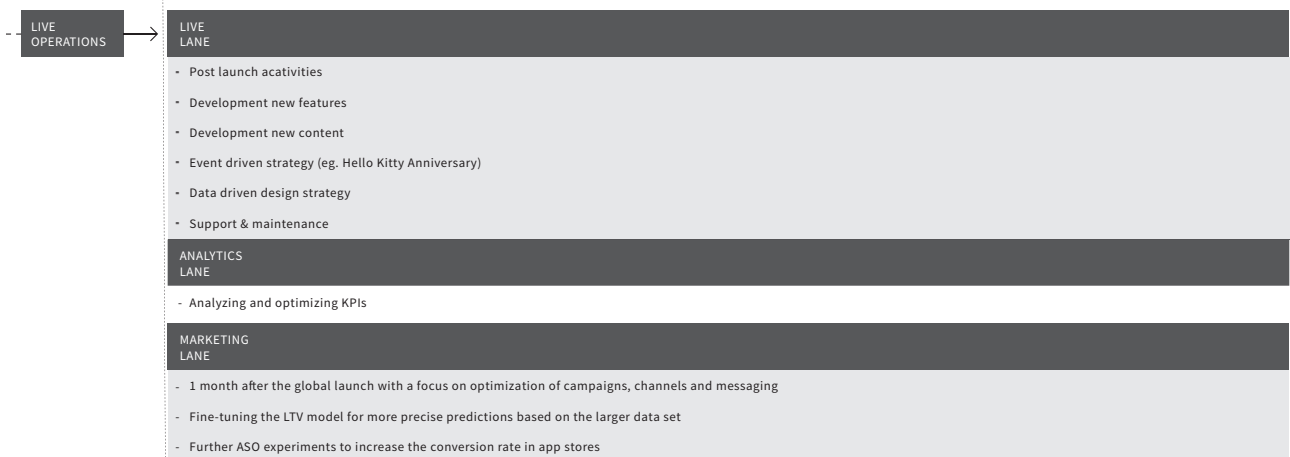 LIVE
OPERATIONS
LIVE
LANE
- Post launch acativities
- Development new features
- Development new content
- Event driven strategy (eg. Hello Kitty Anniversary)
- Data driven design strategy
- Support & maintenance
ANALYTICS
LANE
- Analyzing and optimizing KPIs
MARKETING
LANE
- 1 month after the global launch with a focus on optimization of campaigns, channels and messaging
- Fine-tuning the LTV model for more precise predictions based on the larger data set
- Further ASO experiments to increase the conversion rate in app stores